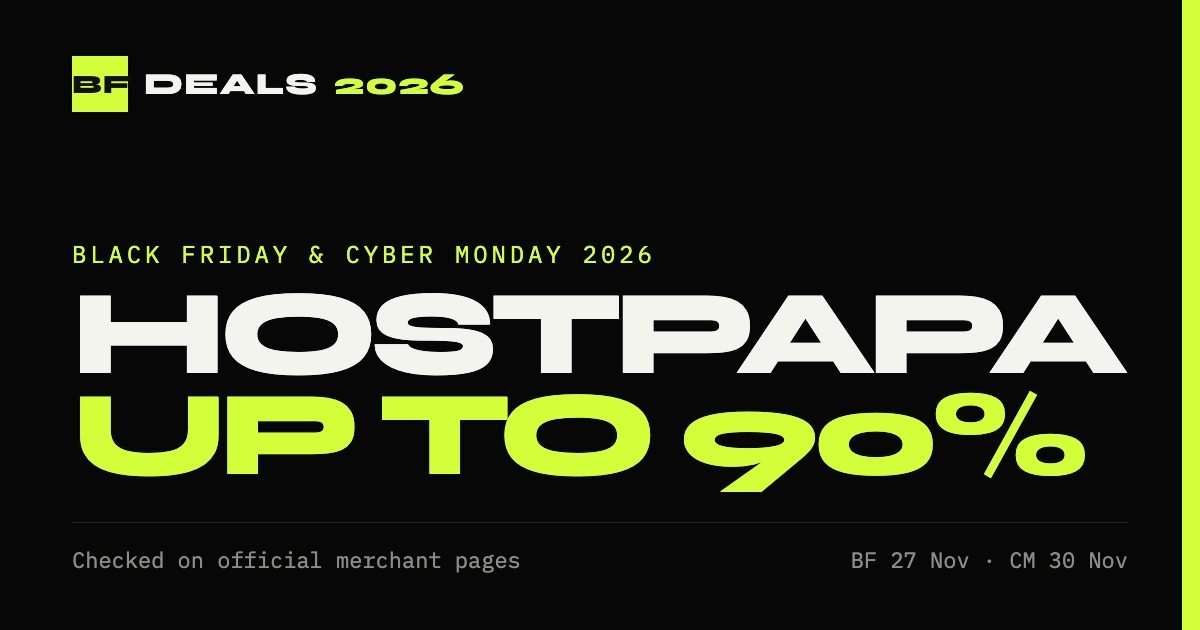 BF DEALS 2026
BLACK FRIDAY & CYBER MONDAY 2026
HOSTPAPA
UP TO 90%
Checked on official merchant pages
BF 27 Nov · CM 30 Nov